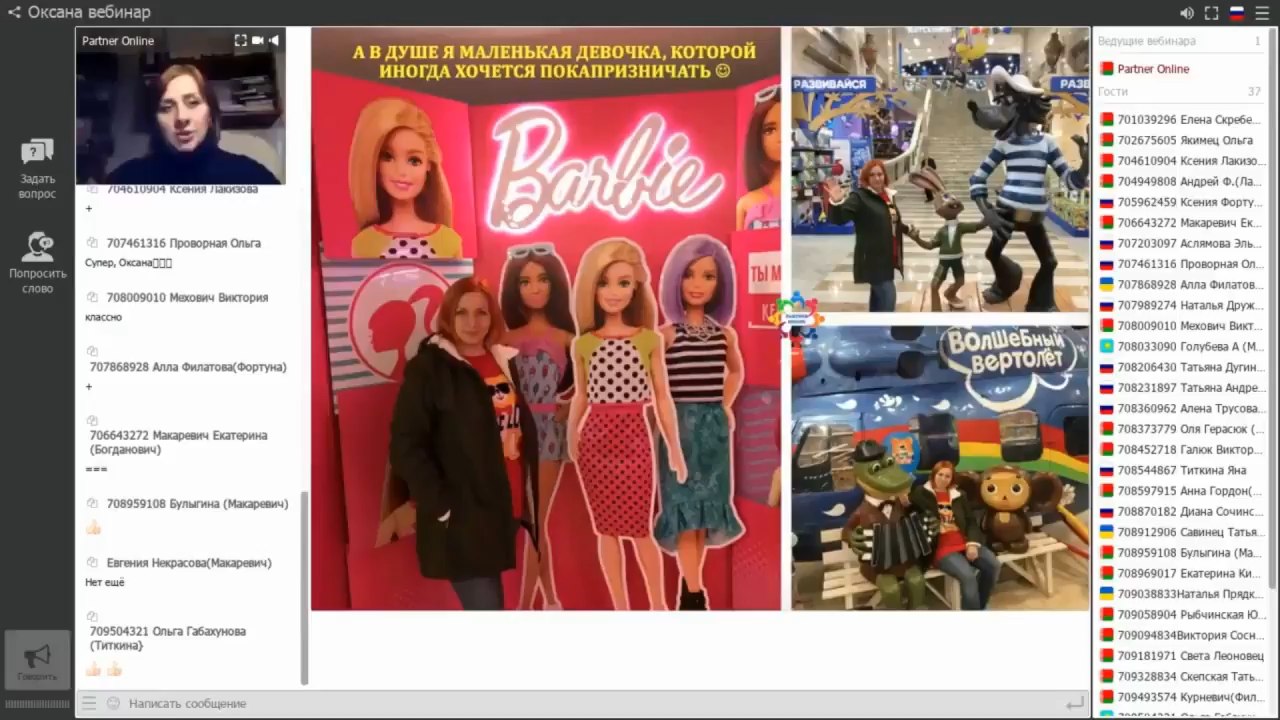 Оксана вебинар
Partner Online
Задать
вопрос
Попросить
слово
Говорить
704610904 Ксения Лакизова
+
707461316 Проворная Ольга
Супер, Оксана
708009010 Мехович Виктория
классно
707868928 Алла Филатова(Фортуна)
+
706643272 Макаревич Екатерина
(Богданович)
===
708959108 Булыгина (Макаревич)
Евгения Некрасова(Макаревич)
Нет ещё
709504321 Ольга Габахунова
(Титкина}
Написать сообщение
А В ДУШЕ Я МАЛЕНЬКАЯ ДЕВОЧКА, КОТОРОЙ
ИНОГДА ХОЧЕТСЯ ПОКАПРИЗНИЧАТЬ ☺
Barbie
ТЫ М
РАЗВИВАЙСЯ
РАЗВ
ВОЛШЕБНЫЙ
ВЕРТОЛЁТ
Ведущие вебинара 1
Partner Online
Гости 37
701039296 Елена Скребе...
702675605 Якимец Ольга
704610904 Ксения Лакизо...
704949808 Андрей Ф.(Ла...
705962459 Ксения Форту...
706643272 Макаревич Ек...
707203097 Аслямова Эль...
707461316 Проворная Ол...
707868928 Алла Филатов...
707989274 Наталья Друж...
708009010 Мехович Викт...
708033090 Голубева А (М...
708206430 Татьяна Дугин...
708231897 Татьяна Андре...
708360962 Алена Трусова...
708373779 Оля Герасюк (...
708452718 Галюк Виктор...
708544867 Титкина Яна
708597915 Анна Гордон(...
708870182 Диана Сочинс...
708912906 Савинец Татья...
708959108 Булыгина (Ма...
708969017 Екатерина Ки...
709038833Наталья Прядк...
709058904 Рыбчинская Ю...
709094834Виктория Сосн...
709181971 Света Леоновец
709328834 Скепская Тать...
709493574 Курневич(Фил...